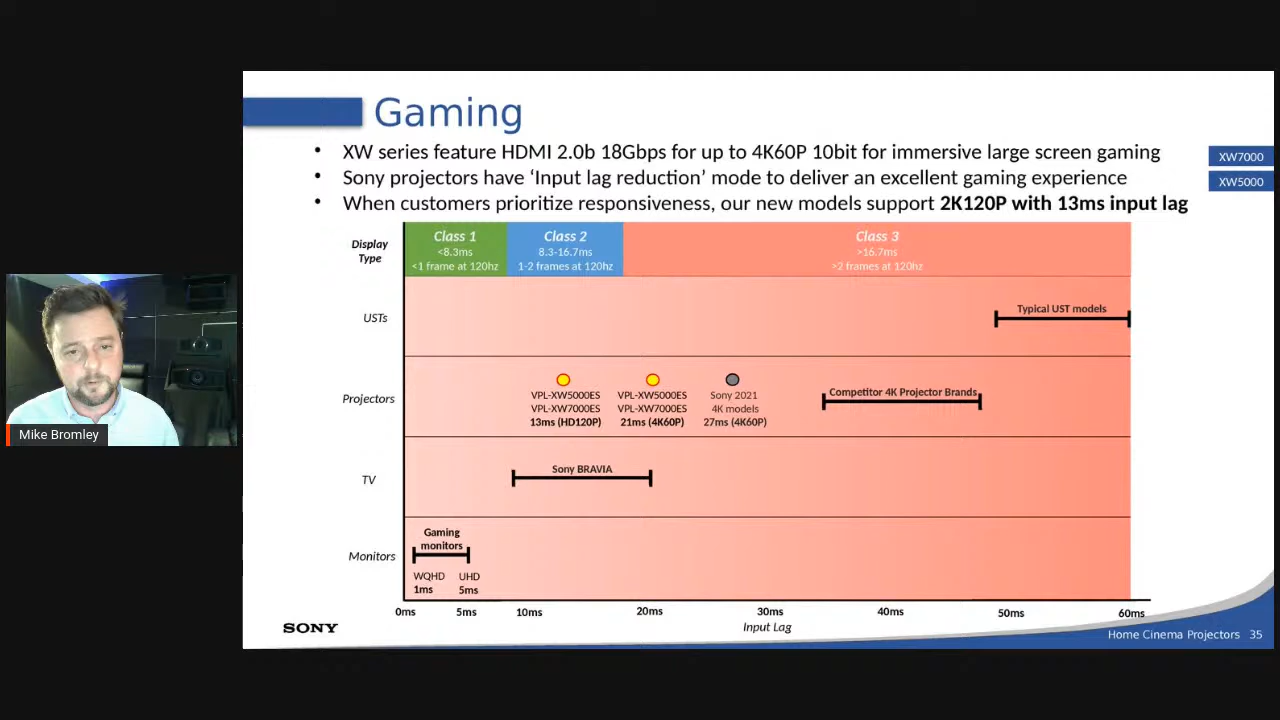 Gaming
• XW series feature HDMI 2.0b 18Gbps for up to 4K60P 10bit for immersive large screen gaming
• Sony projectors have ‘Input lag reduction’ mode to deliver an excellent gaming experience
• When customers prioritize responsiveness, our new models support 2K120P with 13ms input lag
XW7000
XW5000
Display
Type
Class 1
<8.3ms
<1 frame at 120hz
Class 2
8.3-16.7ms
1-2 frames at 120hz
Class 3
>16.7ms
>2 frames at 120hz
USTs
Typical UST models
Projectors
VPL-XW5000ES
VPL-XW7000ES
13ms (HD120P)
VPL-XW5000ES
VPL-XW7000ES
21ms (4K60P)
Sony 2021
4K models
27ms (4K60P)
Competitor 4K Projector Brands
TV
Sony BRAVIA
Monitors
Gaming
monitors
WQHD
1ms
UHD
5ms
0ms 5ms 10ms 20ms 30ms 40ms 50ms 60ms
Input Lag
SONY
Home Cinema Projectors 35
Mike Bromley